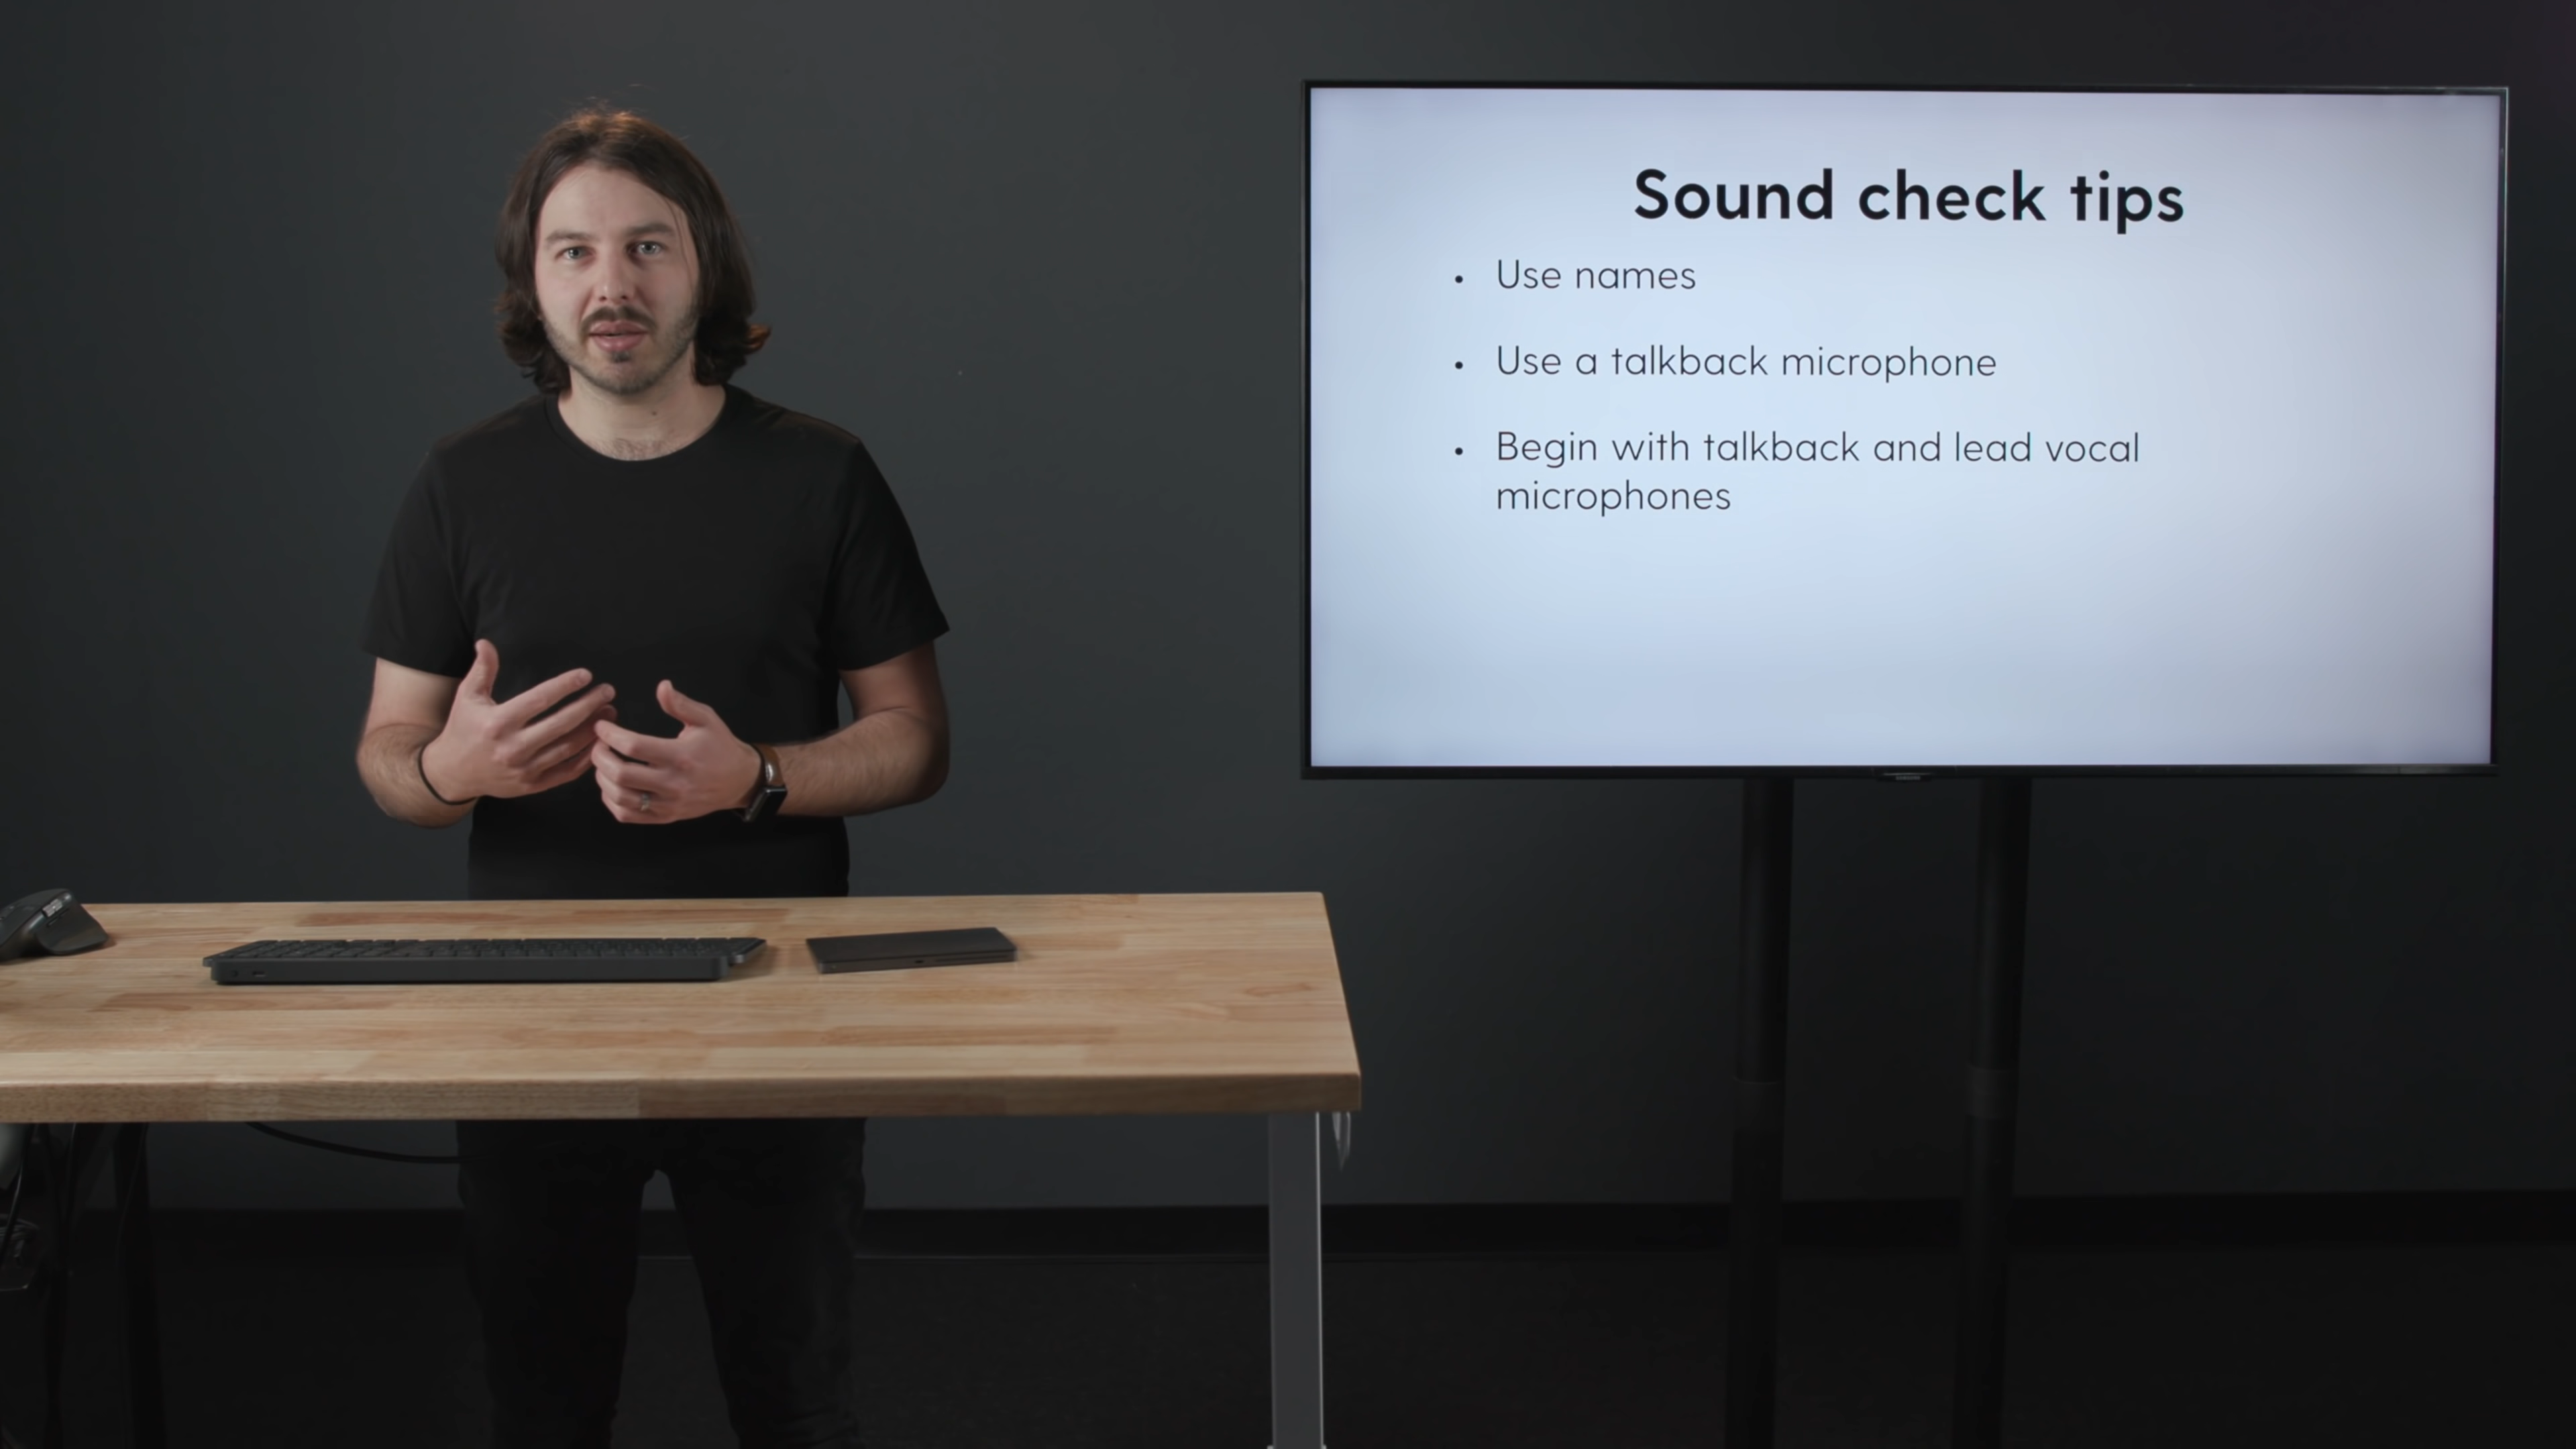 Sound check tips
• Use names
• Use a talkback microphone
• Begin with talkback and lead vocal
microphones